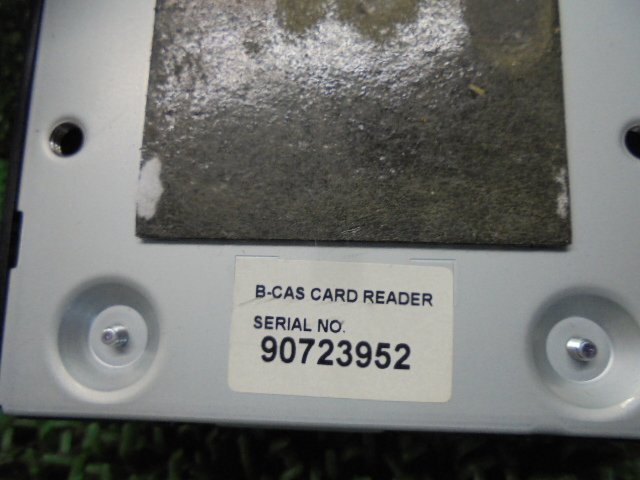 B-CAS CARD READER
SERIAL NO.
90723952